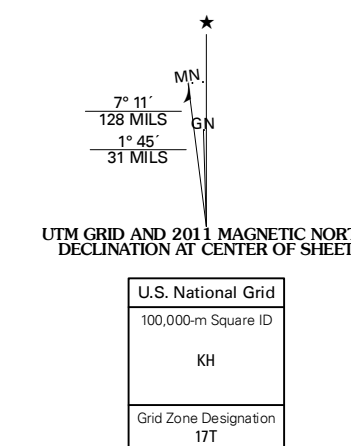 ★
MN.
7° 11´
128 MILS
GN
1° 45´
31 MILS
UTM GRID AND 2011 MAGNETIC NORT
DECLINATION AT CENTER OF SHEET
U.S. National Grid
100,000-m Square ID
KH
Grid Zone Designation
17T